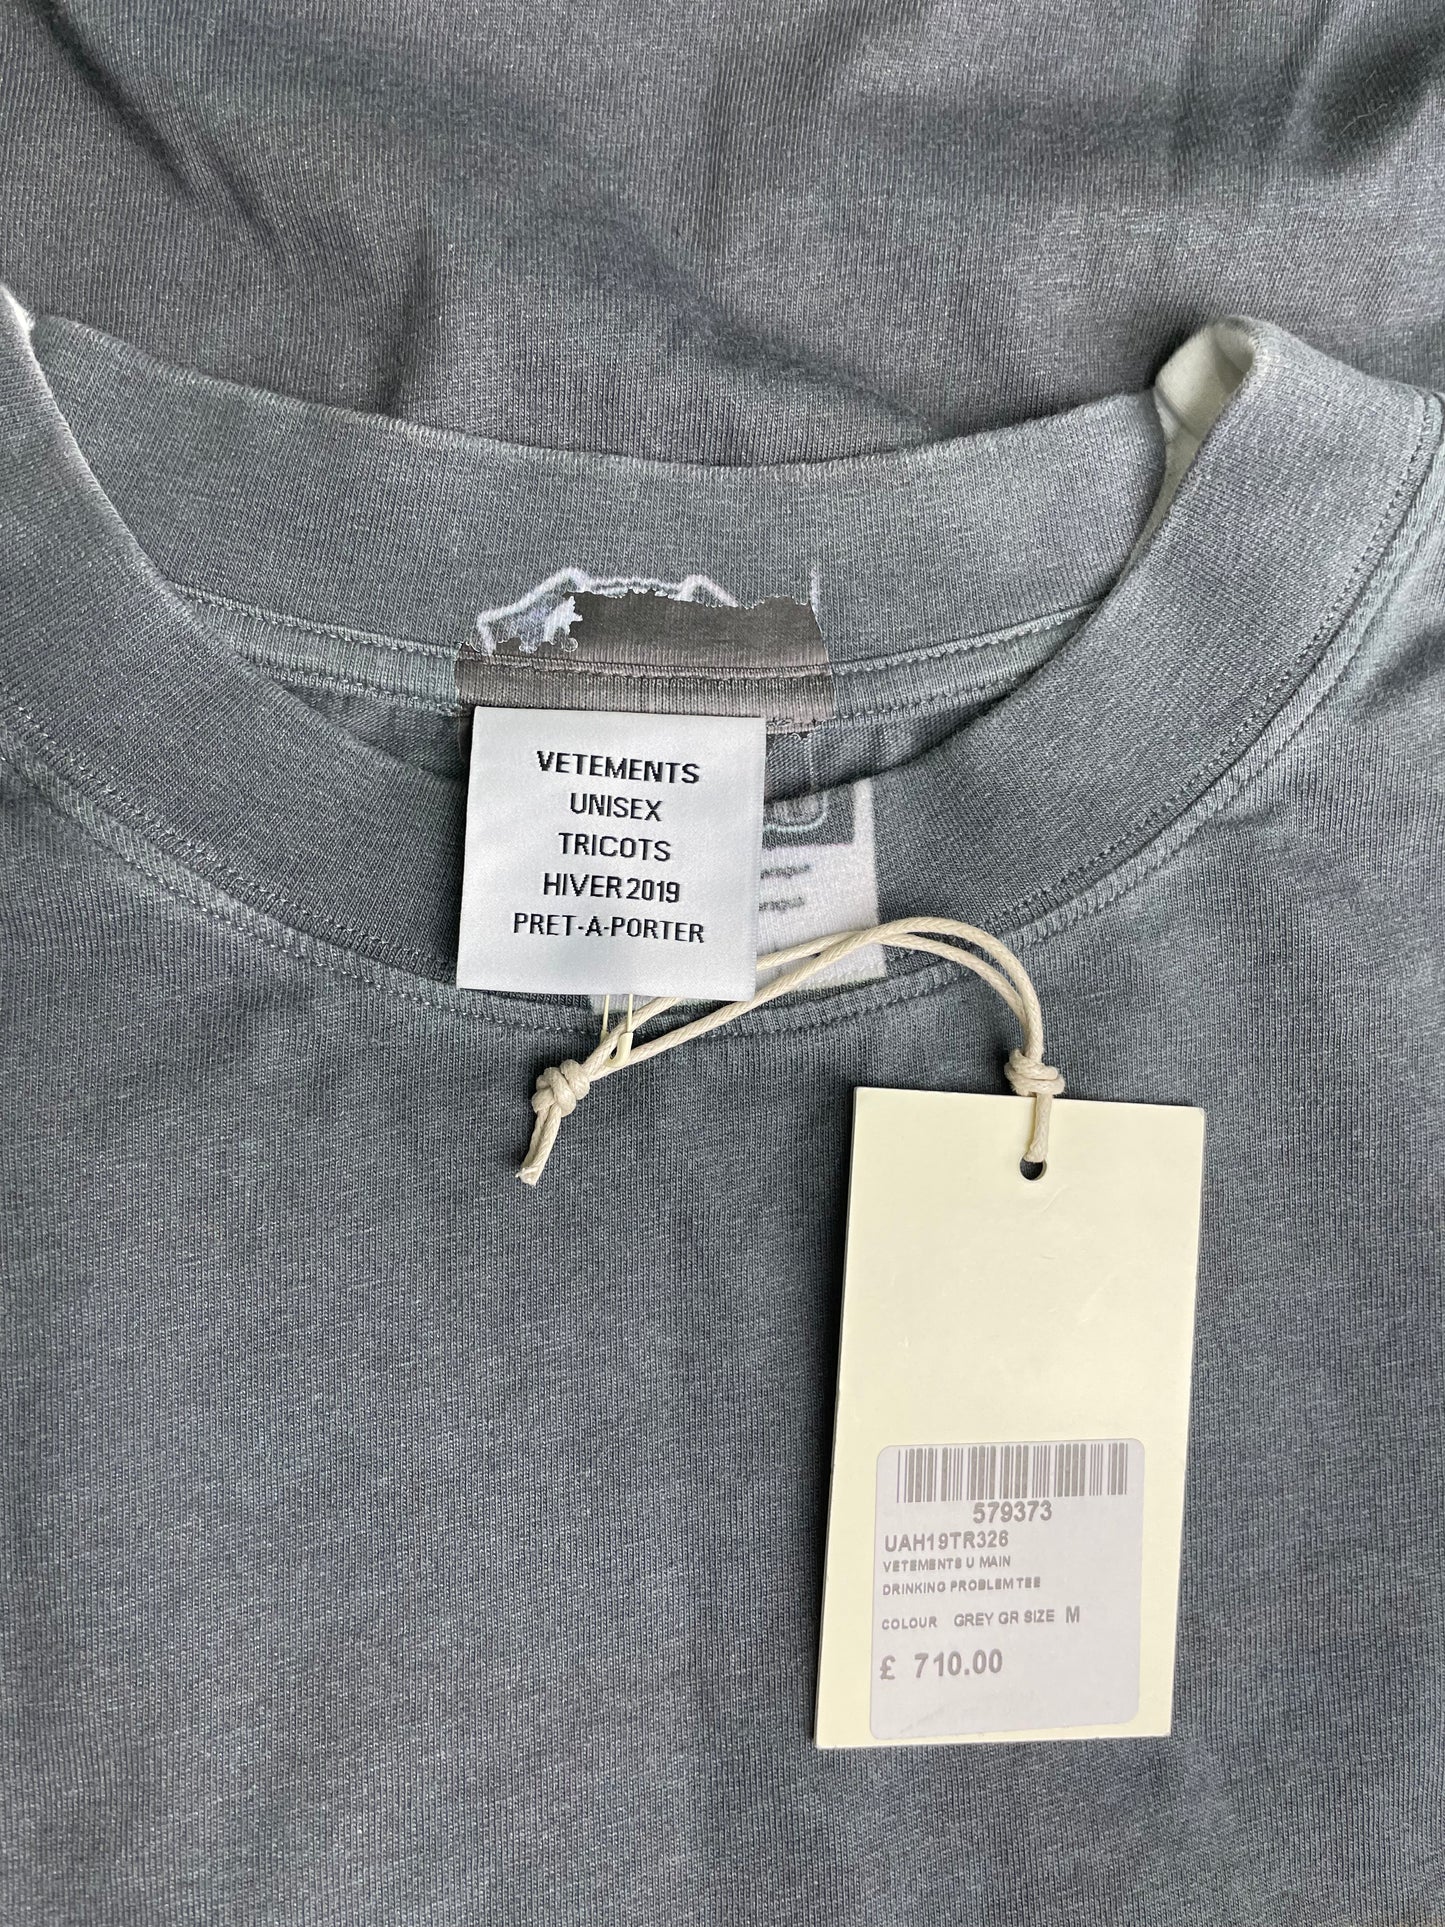 VETEMENTS
UNISEX
TRICOTS
HIVER 2019
PRET-A-PORTER
579373
UAH19TR326
VETEMENTS U MAIN
DRINKING PROBLEM TEE
COLOUR GREY GR SIZE M
£ 710.00